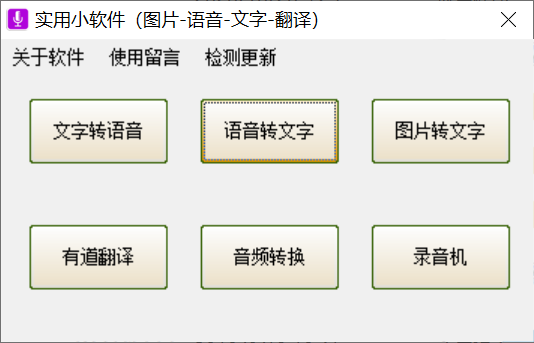 实用小软件（图片-语音-文字-翻译）
关于软件 使用留言 检测更新
文字转语音 语音转文字 图片转文字
有道翻译 音频转换 录音机